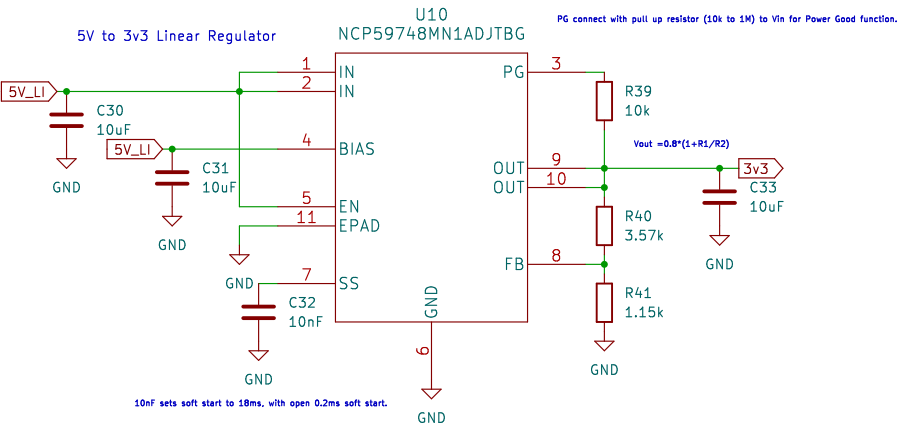 U10
NCP59748MN1ADJTBG
PG connect with pull up resistor (10k to 1M) to Vin for Power Good function.
5V to 3v3 Linear Regulator
1
IN
2
IN
PG
3
R39
10k
5V_LI
C30
10uF
GND
5V_LI
4
BIAS
C31
10uF
GND
Vout =0.8*(1+R1/R2)
OUT
9
OUT
10
3v3
C33
10uF
GND
5
EN
11
EPAD
GND
R40
3.57k
FB
8
7
SS
C32
10nF
GND
R41
1.15k
GND
GND
6
GND
10nF sets soft start to 18ms, with open 0.2ms soft start.